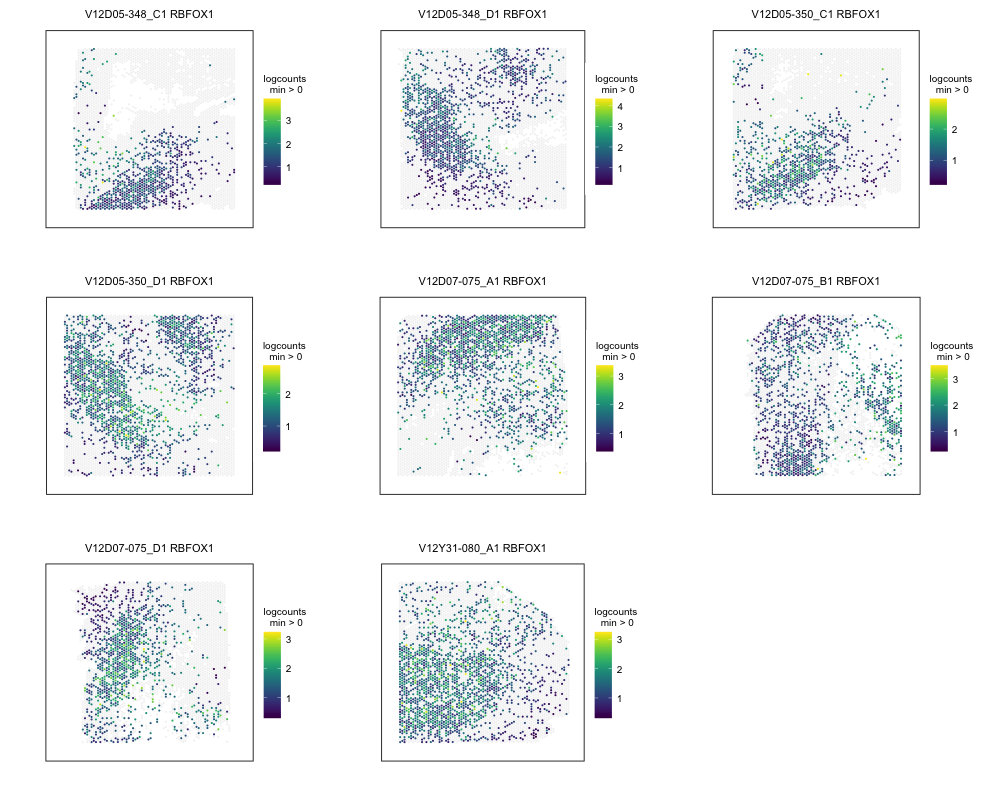 V12D05-348_C1 RBFOX1
logcounts
min > 0
3
2
1
V12D05-348_D1 RBFOX1
logcounts
min > 0
4
3
2
1
V12D05-350_C1 RBFOX1
logcounts
min > 0
2
1
V12D05-350_D1 RBFOX1
logcounts
min > 0
2
1
V12D07-075_A1 RBFOX1
logcounts
min > 0
3
2
1
V12D07-075_B1 RBFOX1
logcounts
min > 0
3
2
1
V12D07-075_D1 RBFOX1
logcounts
min > 0
3
2
1
V12Y31-080_A1 RBFOX1
logcounts
min > 0
3
2
1